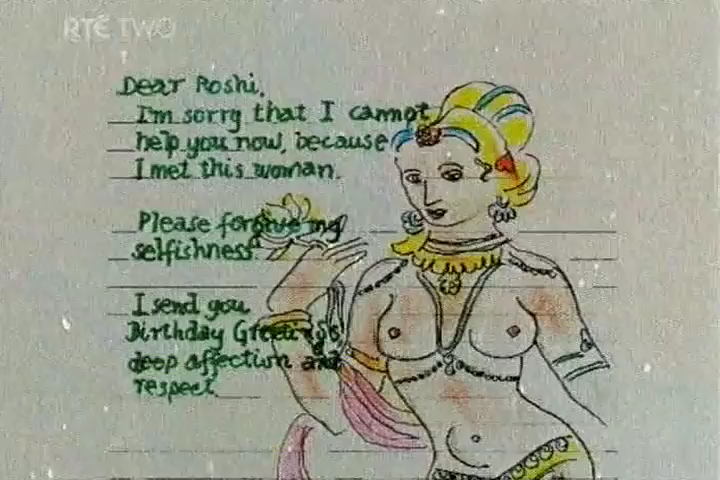 RTÉ TWO
Dear Roshi,
I'm sorry that I cannot
help you now, because
I met this woman.
Please forgive my
selfishness.
I send you
Birthday Greetings
deep affection and
respect